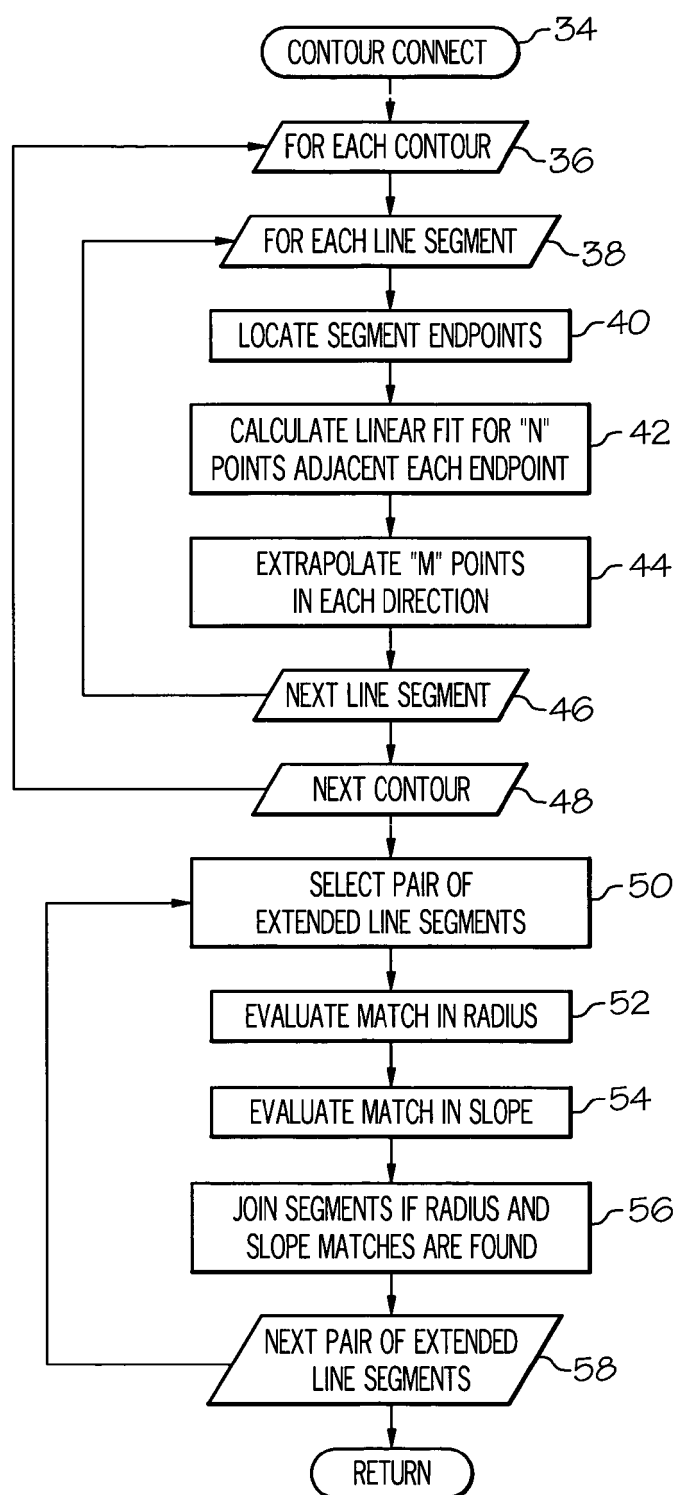 CONTOUR CONNECT
34
FOR EACH CONTOUR
36
FOR EACH LINE SEGMENT
38
LOCATE SEGMENT ENDPOINTS
40
CALCULATE LINEAR FIT FOR "N"
POINTS ADJACENT EACH ENDPOINT
42
EXTRAPOLATE "M" POINTS
IN EACH DIRECTION
44
NEXT LINE SEGMENT
46
NEXT CONTOUR
48
SELECT PAIR OF
EXTENDED LINE SEGMENTS
50
EVALUATE MATCH IN RADIUS
52
EVALUATE MATCH IN SLOPE
54
JOIN SEGMENTS IF RADIUS AND
SLOPE MATCHES ARE FOUND
56
NEXT PAIR OF EXTENDED
LINE SEGMENTS
58
RETURN